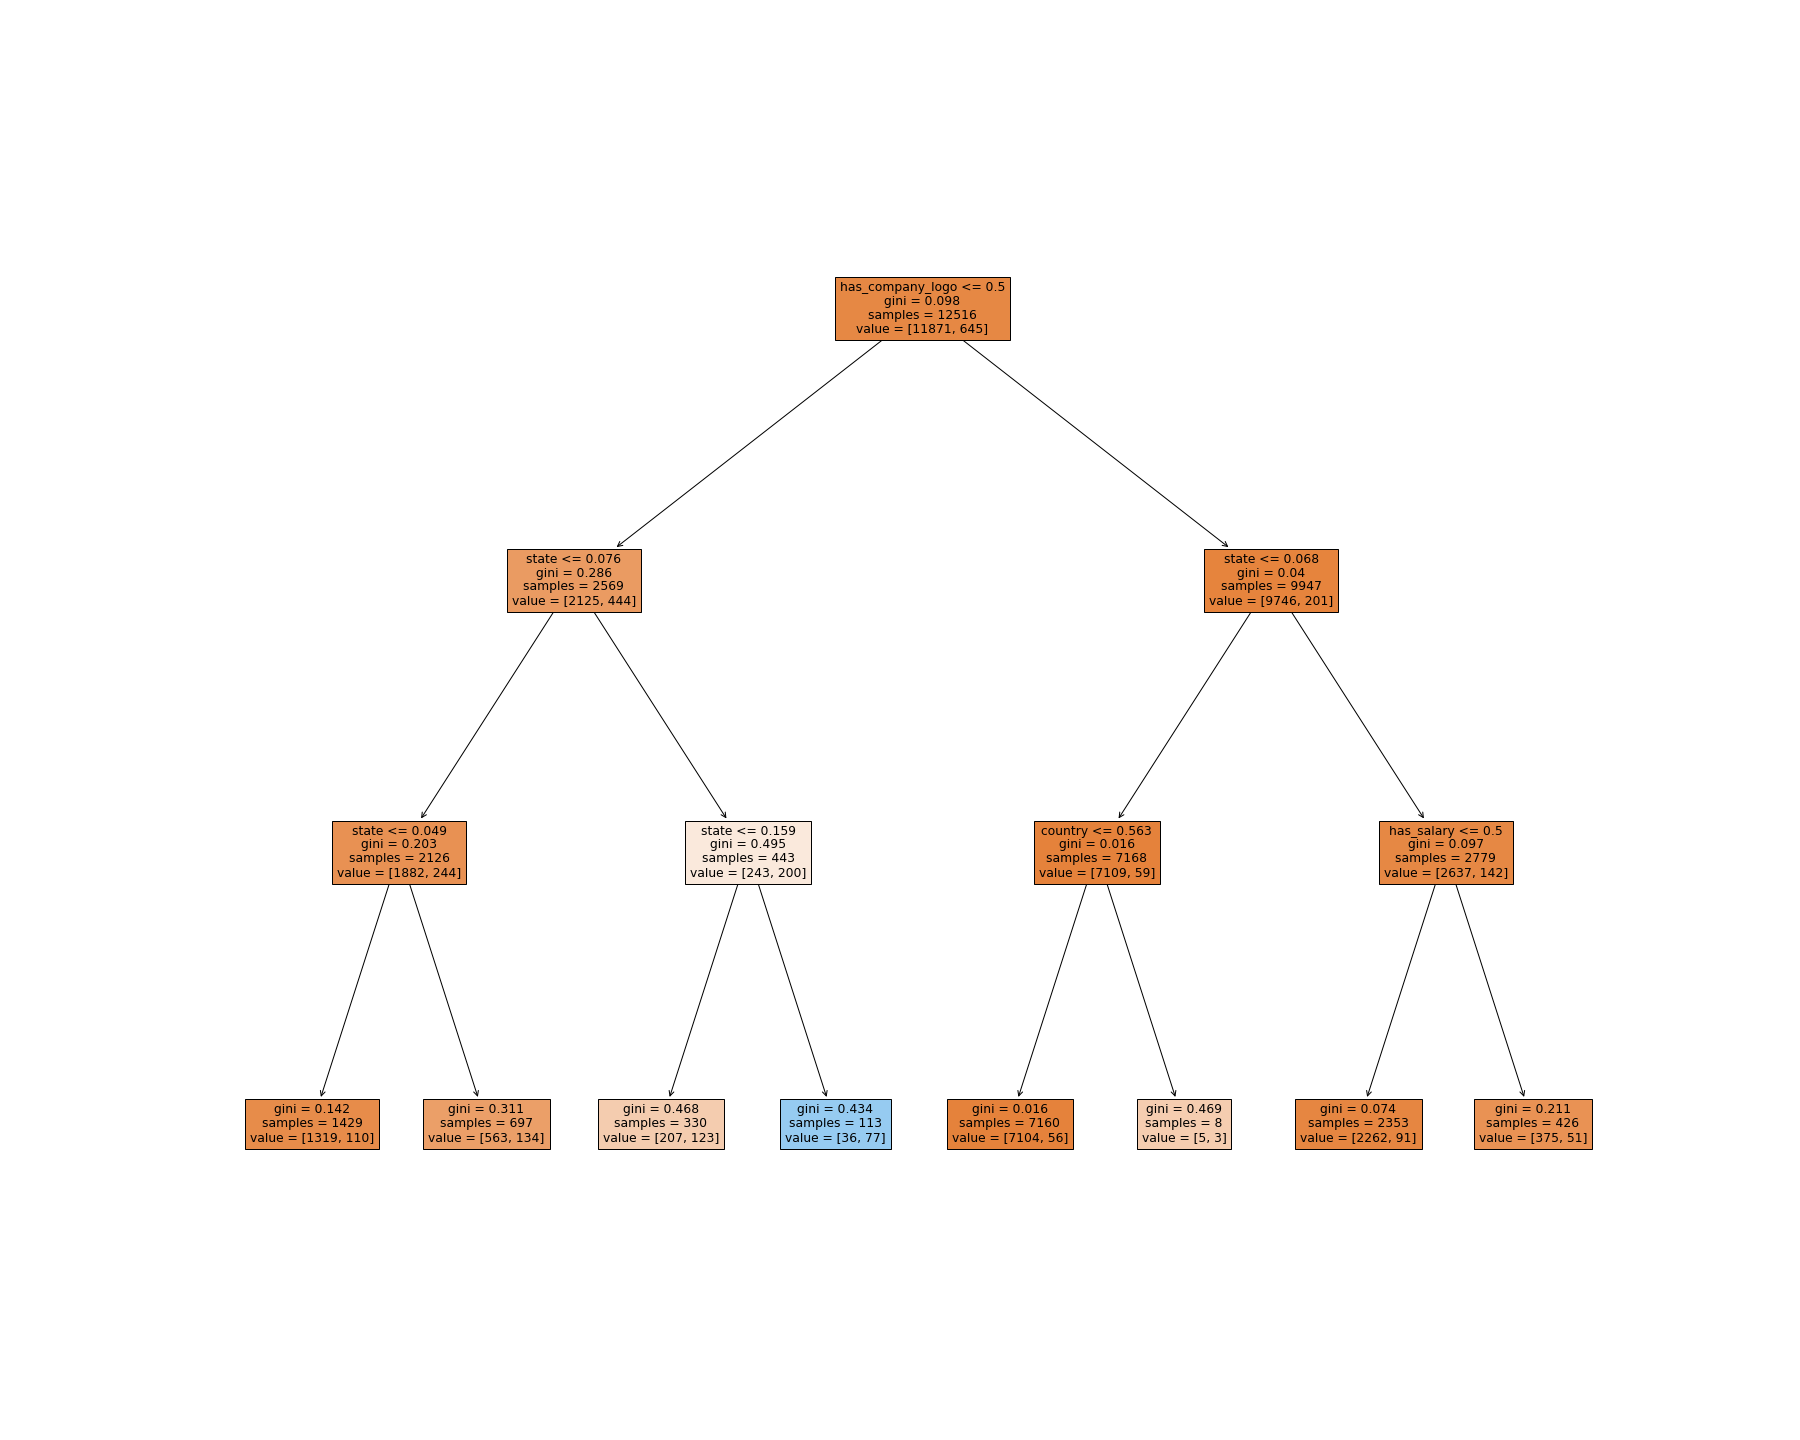 has_company_logo <= 0.5
gini = 0.098
samples = 12516
value = [11871, 645]
state <= 0.076
gini = 0.286
samples = 2569
value = [2125, 444]
state <= 0.068
gini = 0.04
samples = 9947
value = [9746, 201]
state <= 0.049
gini = 0.203
samples = 2126
value = [1882, 244]
state <= 0.159
gini = 0.495
samples = 443
value = [243, 200]
country <= 0.563
gini = 0.016
samples = 7168
value = [7109, 59]
has_salary <= 0.5
gini = 0.097
samples = 2779
value = [2637, 142]
gini = 0.142
samples = 1429
value = [1319, 110]
gini = 0.311
samples = 697
value = [563, 134]
gini = 0.468
samples = 330
value = [207, 123]
gini = 0.434
samples = 113
value = [36, 77]
gini = 0.016
samples = 7160
value = [7104, 56]
gini = 0.469
samples = 8
value = [5, 3]
gini = 0.074
samples = 2353
value = [2262, 91]
gini = 0.211
samples = 426
value = [375, 51]